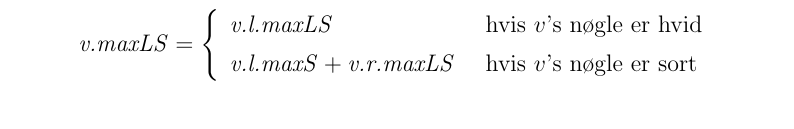 v.maxLS = { v.l.maxLS hvis v's nøgle er hvid
v.l.maxS + v.r.maxLS hvis v's nøgle er sort